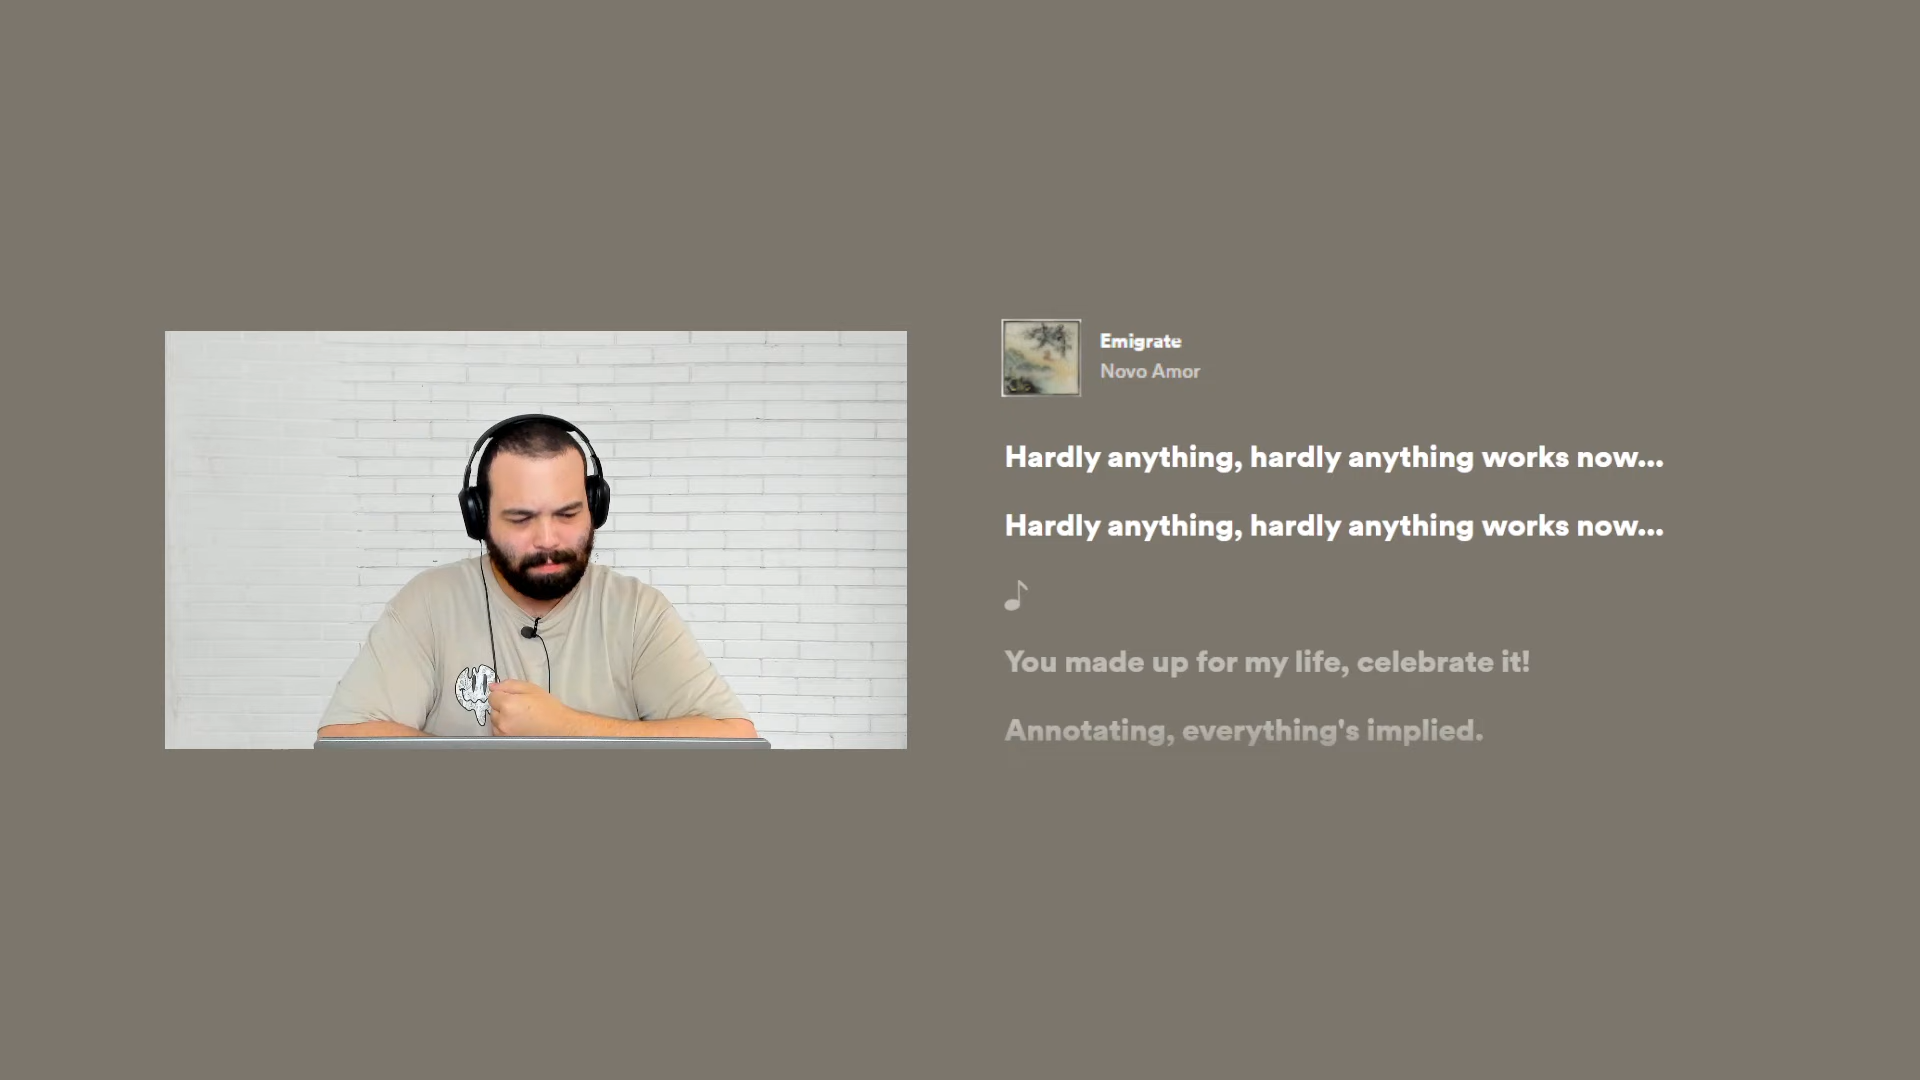 Emigrate
Novo Amor
Hardly anything, hardly anything works now...
Hardly anything, hardly anything works now...
You made up for my life, celebrate it!
Annotating, everything's implied.